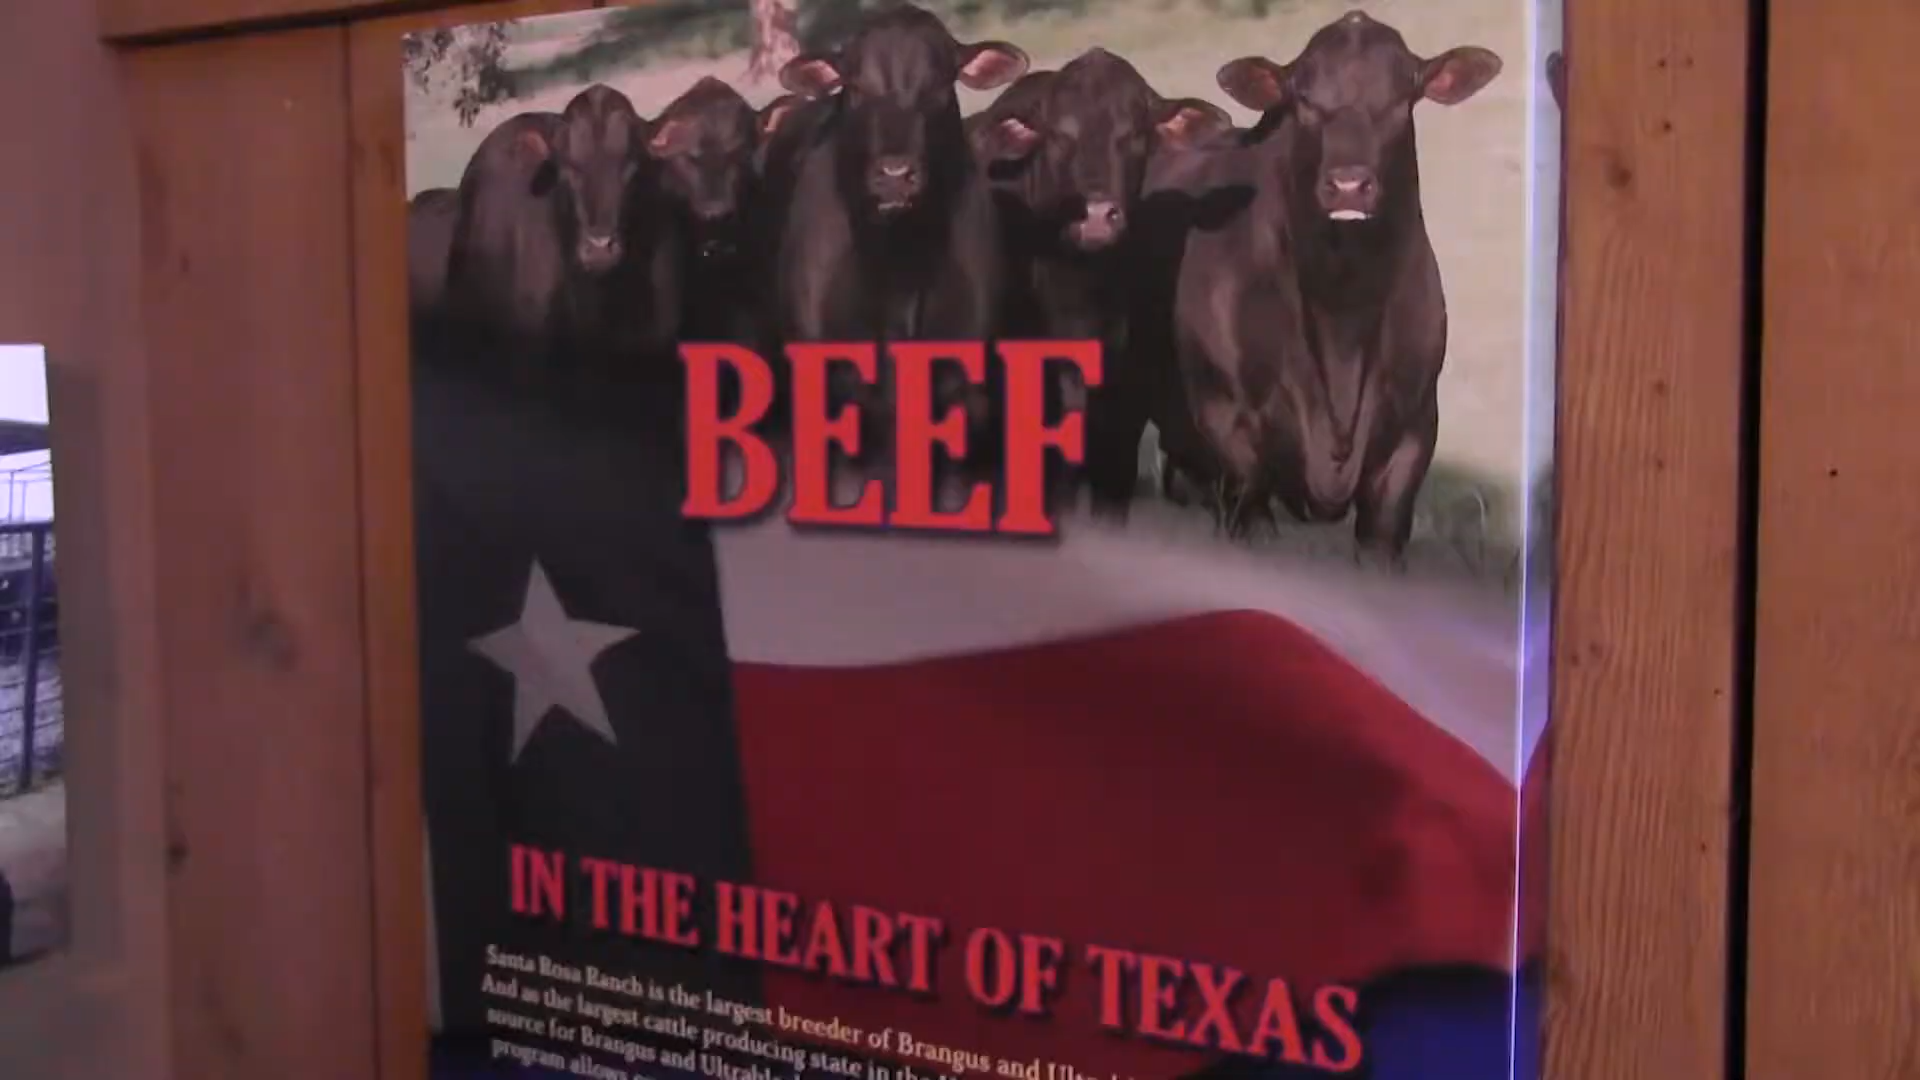 BEEF
IN THE HEART OF TEXAS
Santa Rosa Ranch is the largest breeder of Brangus and
And as the largest cattle producing state in the
source for Brangus and
program allows